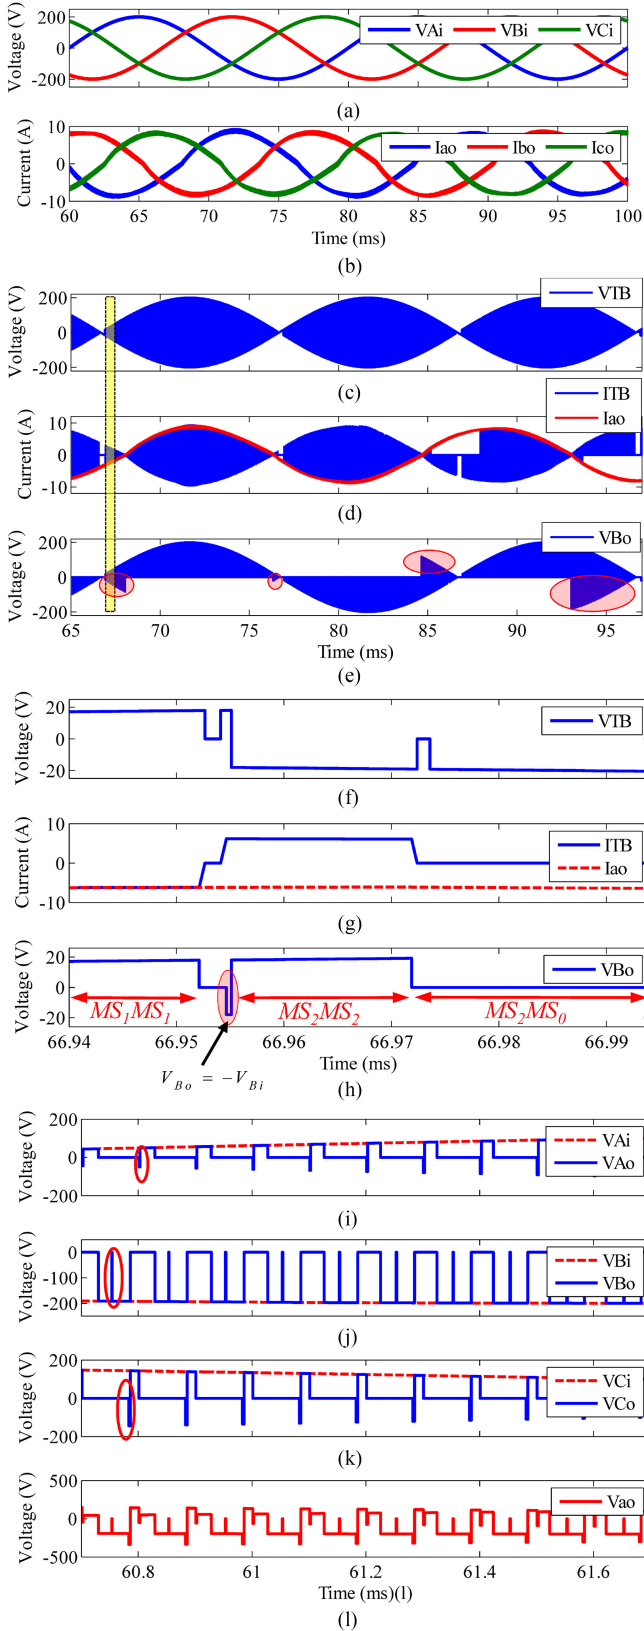 Voltage (V)
200
0
-200
VAi VBi VCi
(a)
Current (A)
10
0
-10
Iao Ibo Ico
60 65 70 75 80 85 90 95 100
Time (ms)
(b)
Voltage (V)
200
0
-200
VTB
(c)
Current (A)
10
0
-10
ITB
Iao
(d)
Voltage (V)
200
0
-200
VBo
65 70 75 80 85 90 95
Time (ms)
(e)
Voltage (V)
20
0
-20
VTB
(f)
Current (A)
10
0
-10
ITB
Iao
(g)
Voltage (V)
20
0
-20
VBo
MS₁MS₁ MS₂MS₂ MS₂MS₀
66.94 66.95 66.96 66.97 66.98 66.99
Time (ms)
V_Bo = −V_Bi
(h)
Voltage (V)
200
0
200
VAi
VAo
(i)
Voltage (V)
0
-100
-200
VBi
VBo
(j)
Voltage (V)
200
0
200
VCi
VCo
(k)
Voltage (V)
500
0
-500
Vao
60.8 61 61.2 61.4 61.6
Time (ms)(l)
(l)